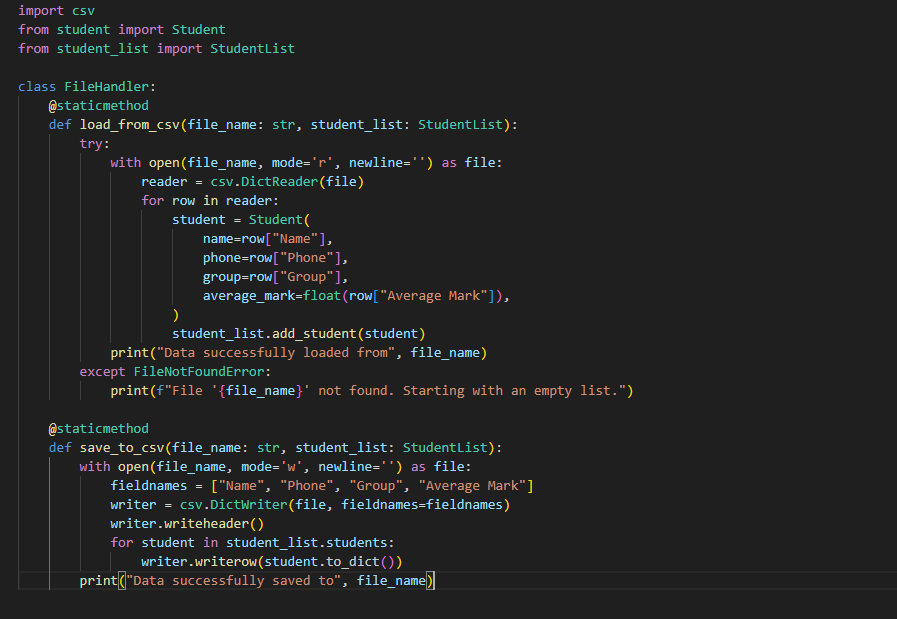 import csv
from student import Student
from student_list import StudentList

class FileHandler:
    @staticmethod
    def load_from_csv(file_name: str, student_list: StudentList):
        try:
            with open(file_name, mode='r', newline='') as file:
                reader = csv.DictReader(file)
                for row in reader:
                    student = Student(
                        name=row["Name"],
                        phone=row["Phone"],
                        group=row["Group"],
                        average_mark=float(row["Average Mark"]),
                    )
                    student_list.add_student(student)
            print("Data successfully loaded from", file_name)
        except FileNotFoundError:
            print(f"File '{file_name}' not found. Starting with an empty list.")

    @staticmethod
    def save_to_csv(file_name: str, student_list: StudentList):
        with open(file_name, mode='w', newline='') as file:
            fieldnames = ["Name", "Phone", "Group", "Average Mark"]
            writer = csv.DictWriter(file, fieldnames=fieldnames)
            writer.writeheader()
            for student in student_list.students:
                writer.writerow(student.to_dict())
        print("Data successfully saved to", file_name)